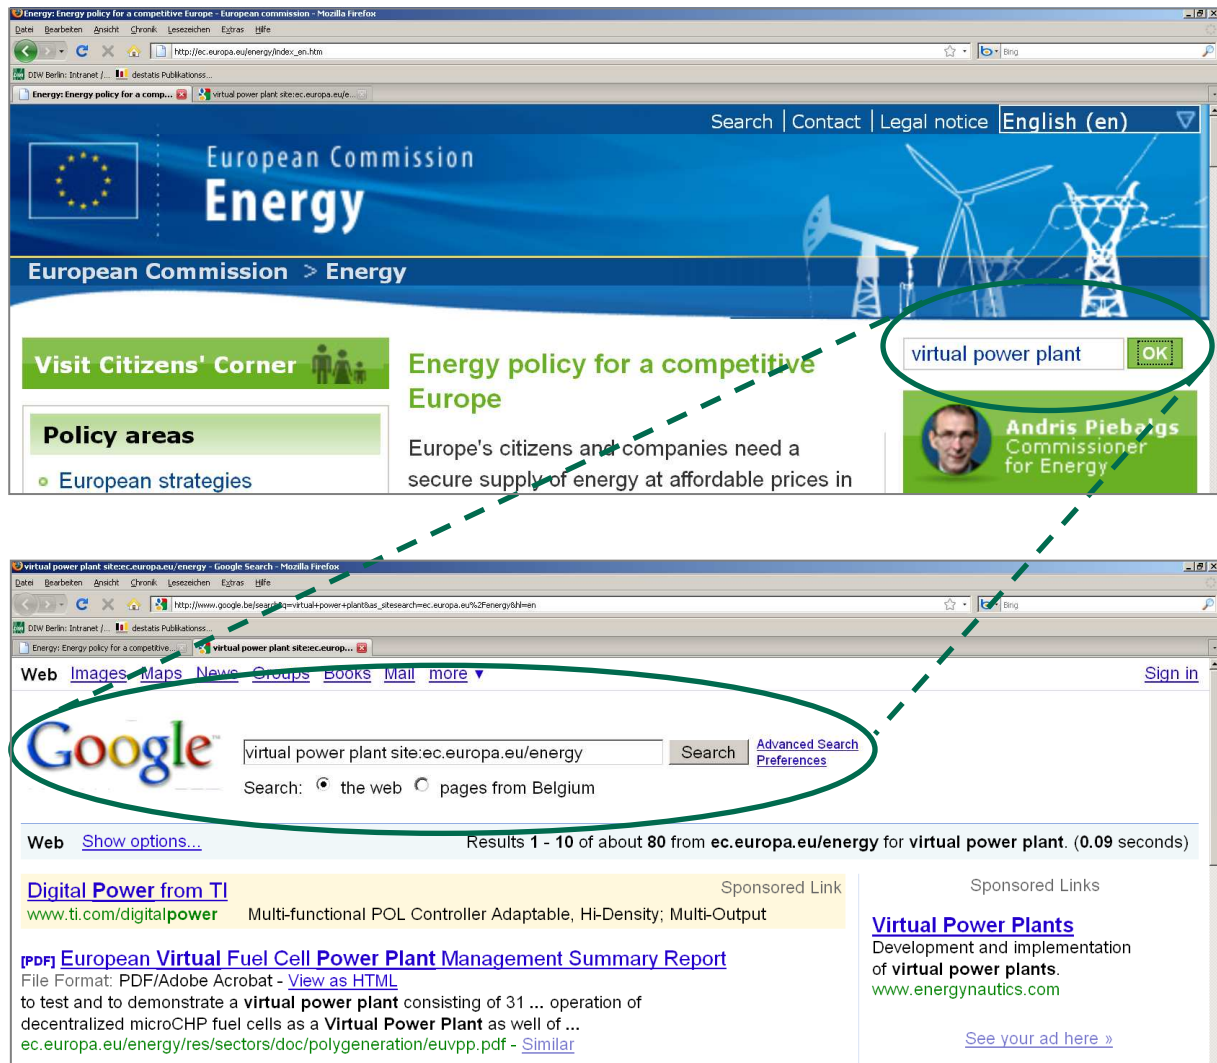 Energy: Energy policy for a competitive Europe - European commission - Mozilla Firefox
Datei Bearbeiten Ansicht Chronik Lesezeichen Extras Hilfe
http://ec.europa.eu/energy/index_en.htm
Bing
DIW Berlin: Intranet /... destatis Publikationss...
Energy: Energy policy for a comp... virtual power plant site:ec.europa.eu/e...
Search | Contact | Legal notice English (en)
European Commission
Energy
European Commission > Energy
Visit Citizens' Corner
Energy policy for a competitive
Europe
virtual power plant OK
Policy areas
European strategies
Europe's citizens and companies need a
secure supply of energy at affordable prices in
Andris Piebalgs
Commissioner
for Energy
virtual power plant site:ec.europa.eu/energy - Google Search - Mozilla Firefox
Datei Bearbeiten Ansicht Chronik Lesezeichen Extras Hilfe
http://www.google.be/search?q=virtual+power+plant&as_sitesearch=ec.europa.eu%2Fenergy&hl=en
Bing
DIW Berlin: Intranet /... destatis Publikationss...
Energy: Energy policy for a competitive... virtual power plant site:ec.europ...
Web Images Maps News Groups Books Mail more ▼ Sign in
Google
virtual power plant site:ec.europa.eu/energy Search
Advanced Search
Preferences
Search: the web pages from Belgium
Web Show options... Results 1 - 10 of about 80 from ec.europa.eu/energy for virtual power plant. (0.09 seconds)
Digital Power from TI Sponsored Link
www.ti.com/digitalpower Multi-functional POL Controller Adaptable, Hi-Density; Multi-Output
[PDF] European Virtual Fuel Cell Power Plant Management Summary Report
File Format: PDF/Adobe Acrobat - View as HTML
to test and to demonstrate a virtual power plant consisting of 31 ... operation of
decentralized microCHP fuel cells as a Virtual Power Plant as well of ...
ec.europa.eu/energy/res/sectors/doc/polygeneration/euvpp.pdf - Similar
Sponsored Links
Virtual Power Plants
Development and implementation
of virtual power plants.
www.energynautics.com
See your ad here »